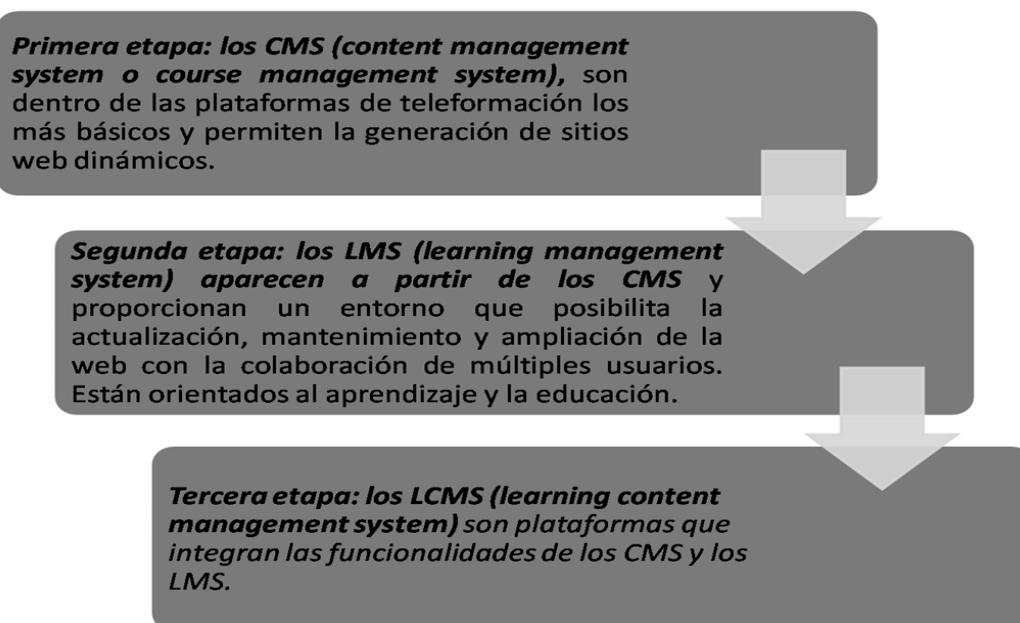 Primera etapa: los CMS (content management
system o course management system), son
dentro de las plataformas de teleformación los
más básicos y permiten la generación de sitios
web dinámicos.
Segunda etapa: los LMS (learning management
system) aparecen a partir de los CMS y
proporcionan un entorno que posibilita la
actualización, mantenimiento y ampliación de la
web con la colaboración de múltiples usuarios.
Están orientados al aprendizaje y la educación.
Tercera etapa: los LCMS (learning content
management system) son plataformas que
integran las funcionalidades de los CMS y los
LMS.